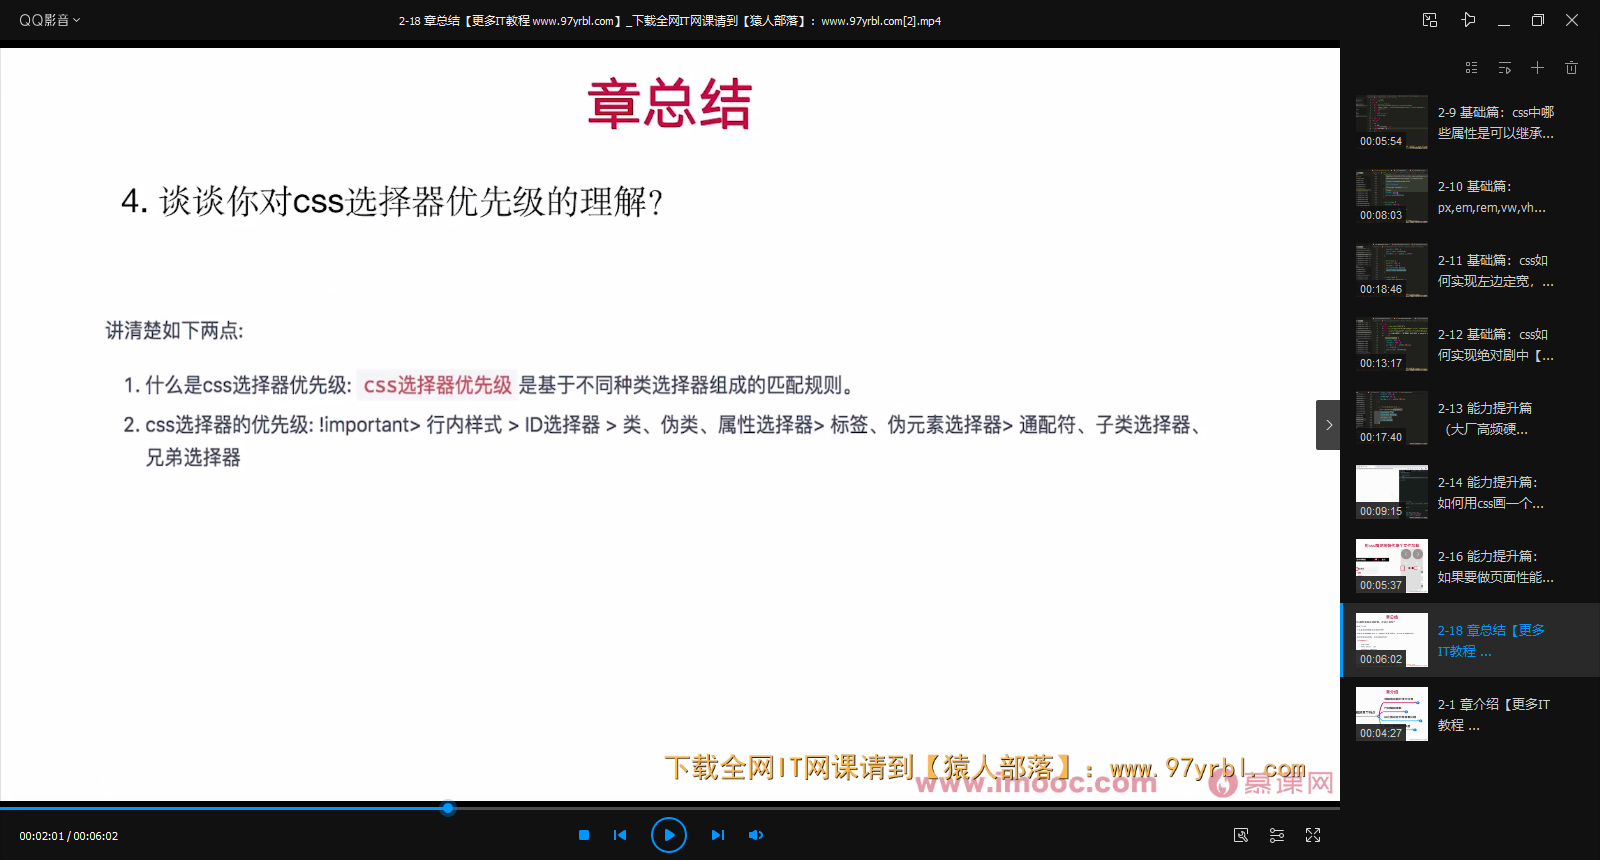 QQ影音
2-18 章总结【更多IT教程 www.97yrbl.com】_下载全网IT网课请到【猿人部落】：www.97yrbl.com[2].mp4
章总结
4. 谈谈你对css选择器优先级的理解?
讲清楚如下两点:
1. 什么是css选择器优先级: css选择器优先级 是基于不同种类选择器组成的匹配规则。
2. css选择器的优先级: !important> 行内样式 > ID选择器 > 类、伪类、属性选择器> 标签、伪元素选择器> 通配符、子类选择器、
兄弟选择器
下载全网IT网课请到【猿人部落】：www.97yrbl.com
www.imooc.com
慕课网
00:02:01 / 00:06:02
00:05:54
2-9 基础篇：css中哪
些属性是可以继承...
00:08:03
2-10 基础篇：
px,em,rem,vw,vh...
00:18:46
2-11 基础篇：css如
何实现左边定宽，...
00:13:17
2-12 基础篇：css如
何实现绝对剧中【...
00:17:40
2-13 能力提升篇
（大厂高频硬...
00:09:15
2-14 能力提升篇：
如何用css画一个...
00:05:37
2-16 能力提升篇：
如果要做页面性能...
00:06:02
2-18 章总结【更多
IT教程 ...
00:04:27
2-1 章介绍【更多IT
教程 ...